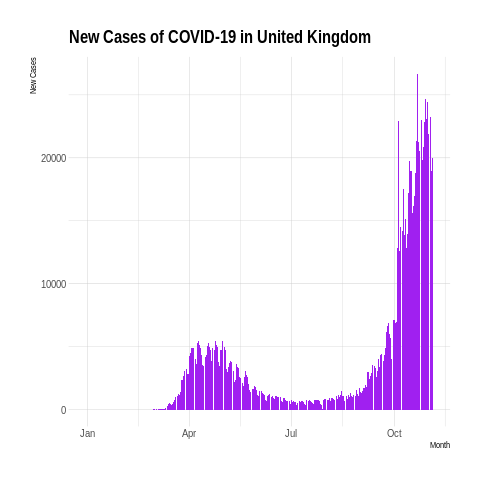 New Cases of COVID-19 in United Kingdom
New Cases
20000
10000
0
Jan Apr Jul Oct
Month